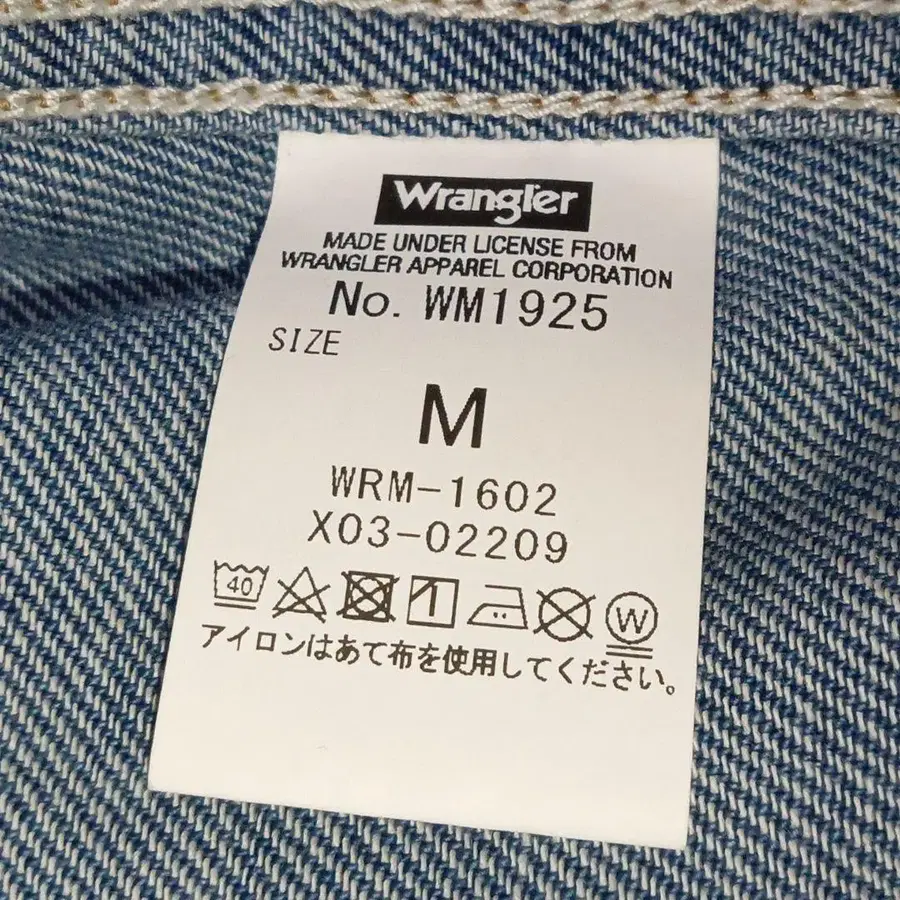 Wrangler
MADE UNDER LICENSE FROM
WRANGLER APPAREL CORPORATION
No. WM1925
SIZE
M
WRM-1602
X03-02209
40
W
アイロンはあて布を使用してください。